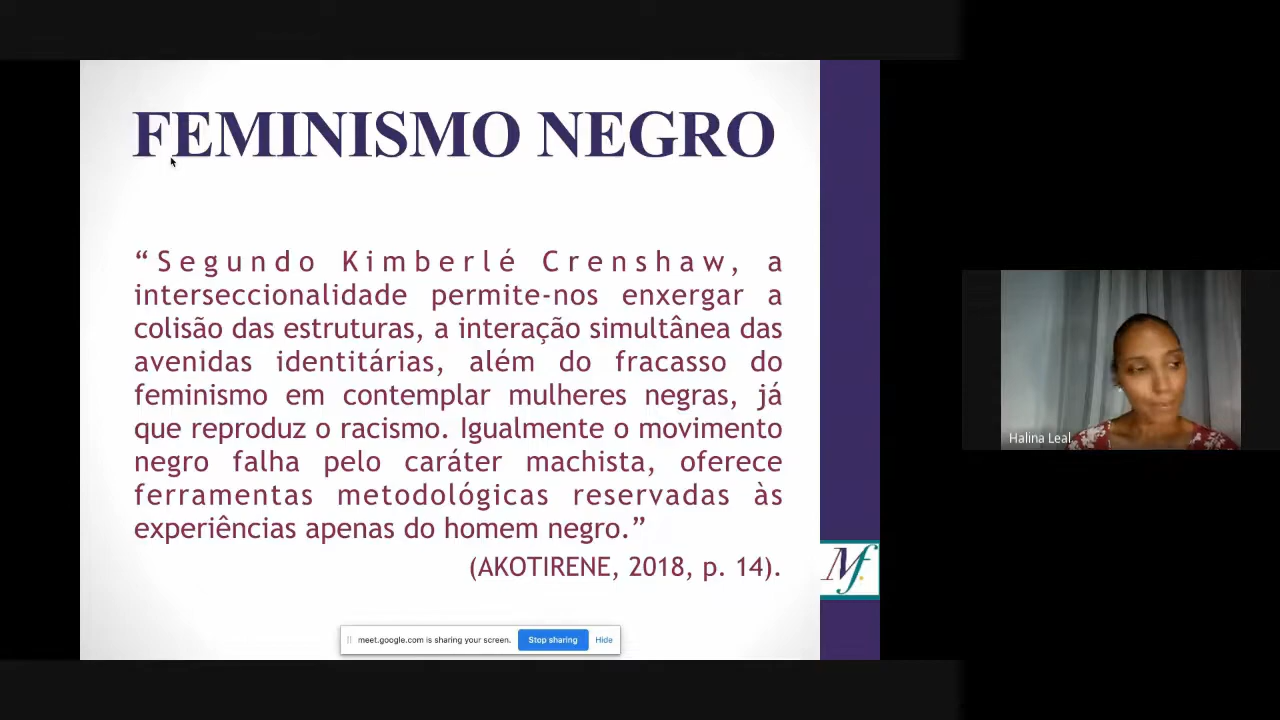 FEMINISMO NEGRO
“Segundo Kimberlé Crenshaw, a
interseccionalidade permite-nos enxergar a
colisão das estruturas, a interação simultânea das
avenidas identitárias, além do fracasso do
feminismo em contemplar mulheres negras, já
que reproduz o racismo. Igualmente o movimento
negro falha pelo caráter machista, oferece
ferramentas metodológicas reservadas às
experiências apenas do homem negro.”
(AKOTIRENE, 2018, p. 14).
Mf.
meet.google.com is sharing your screen. Stop sharing Hide
Halina Leal